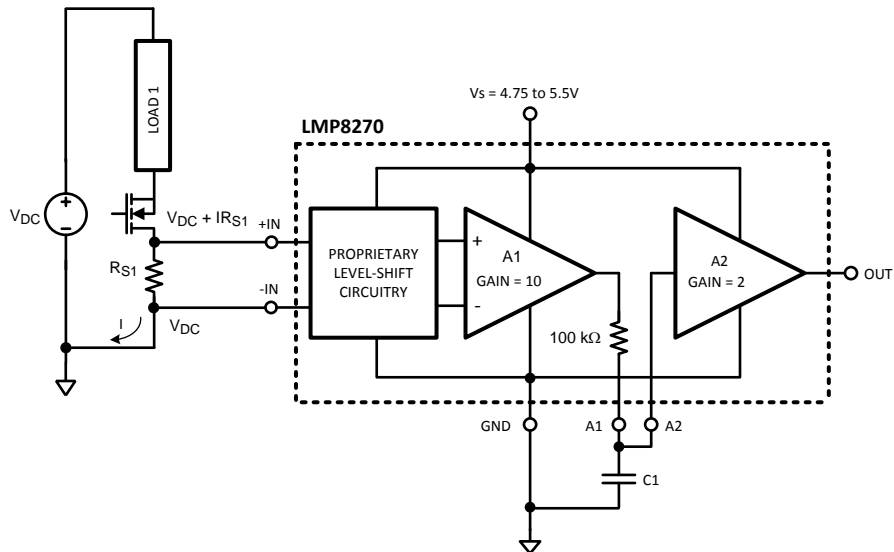 Vs = 4.75 to 5.5V
LMP8270
LOAD 1
+
-
VDC
VDC + IRS1
+IN
RS1
-IN
VDC
I
PROPRIETARY
LEVEL-SHIFT
CIRCUITRY
+
-
A1
GAIN = 10
A2
GAIN = 2
OUT
100 kΩ
GND
A1
A2
C1